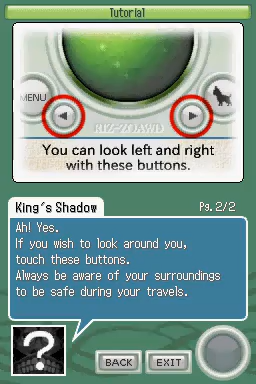 Tutorial
MENU
RIZ-ZOAWD
You can look left and right
with these buttons.
King's Shadow
Pg. 2/2
Ah! Yes.
If you wish to look around you,
touch these buttons.
Always be aware of your surroundings
to be safe during your travels.
?
BACK
EXIT